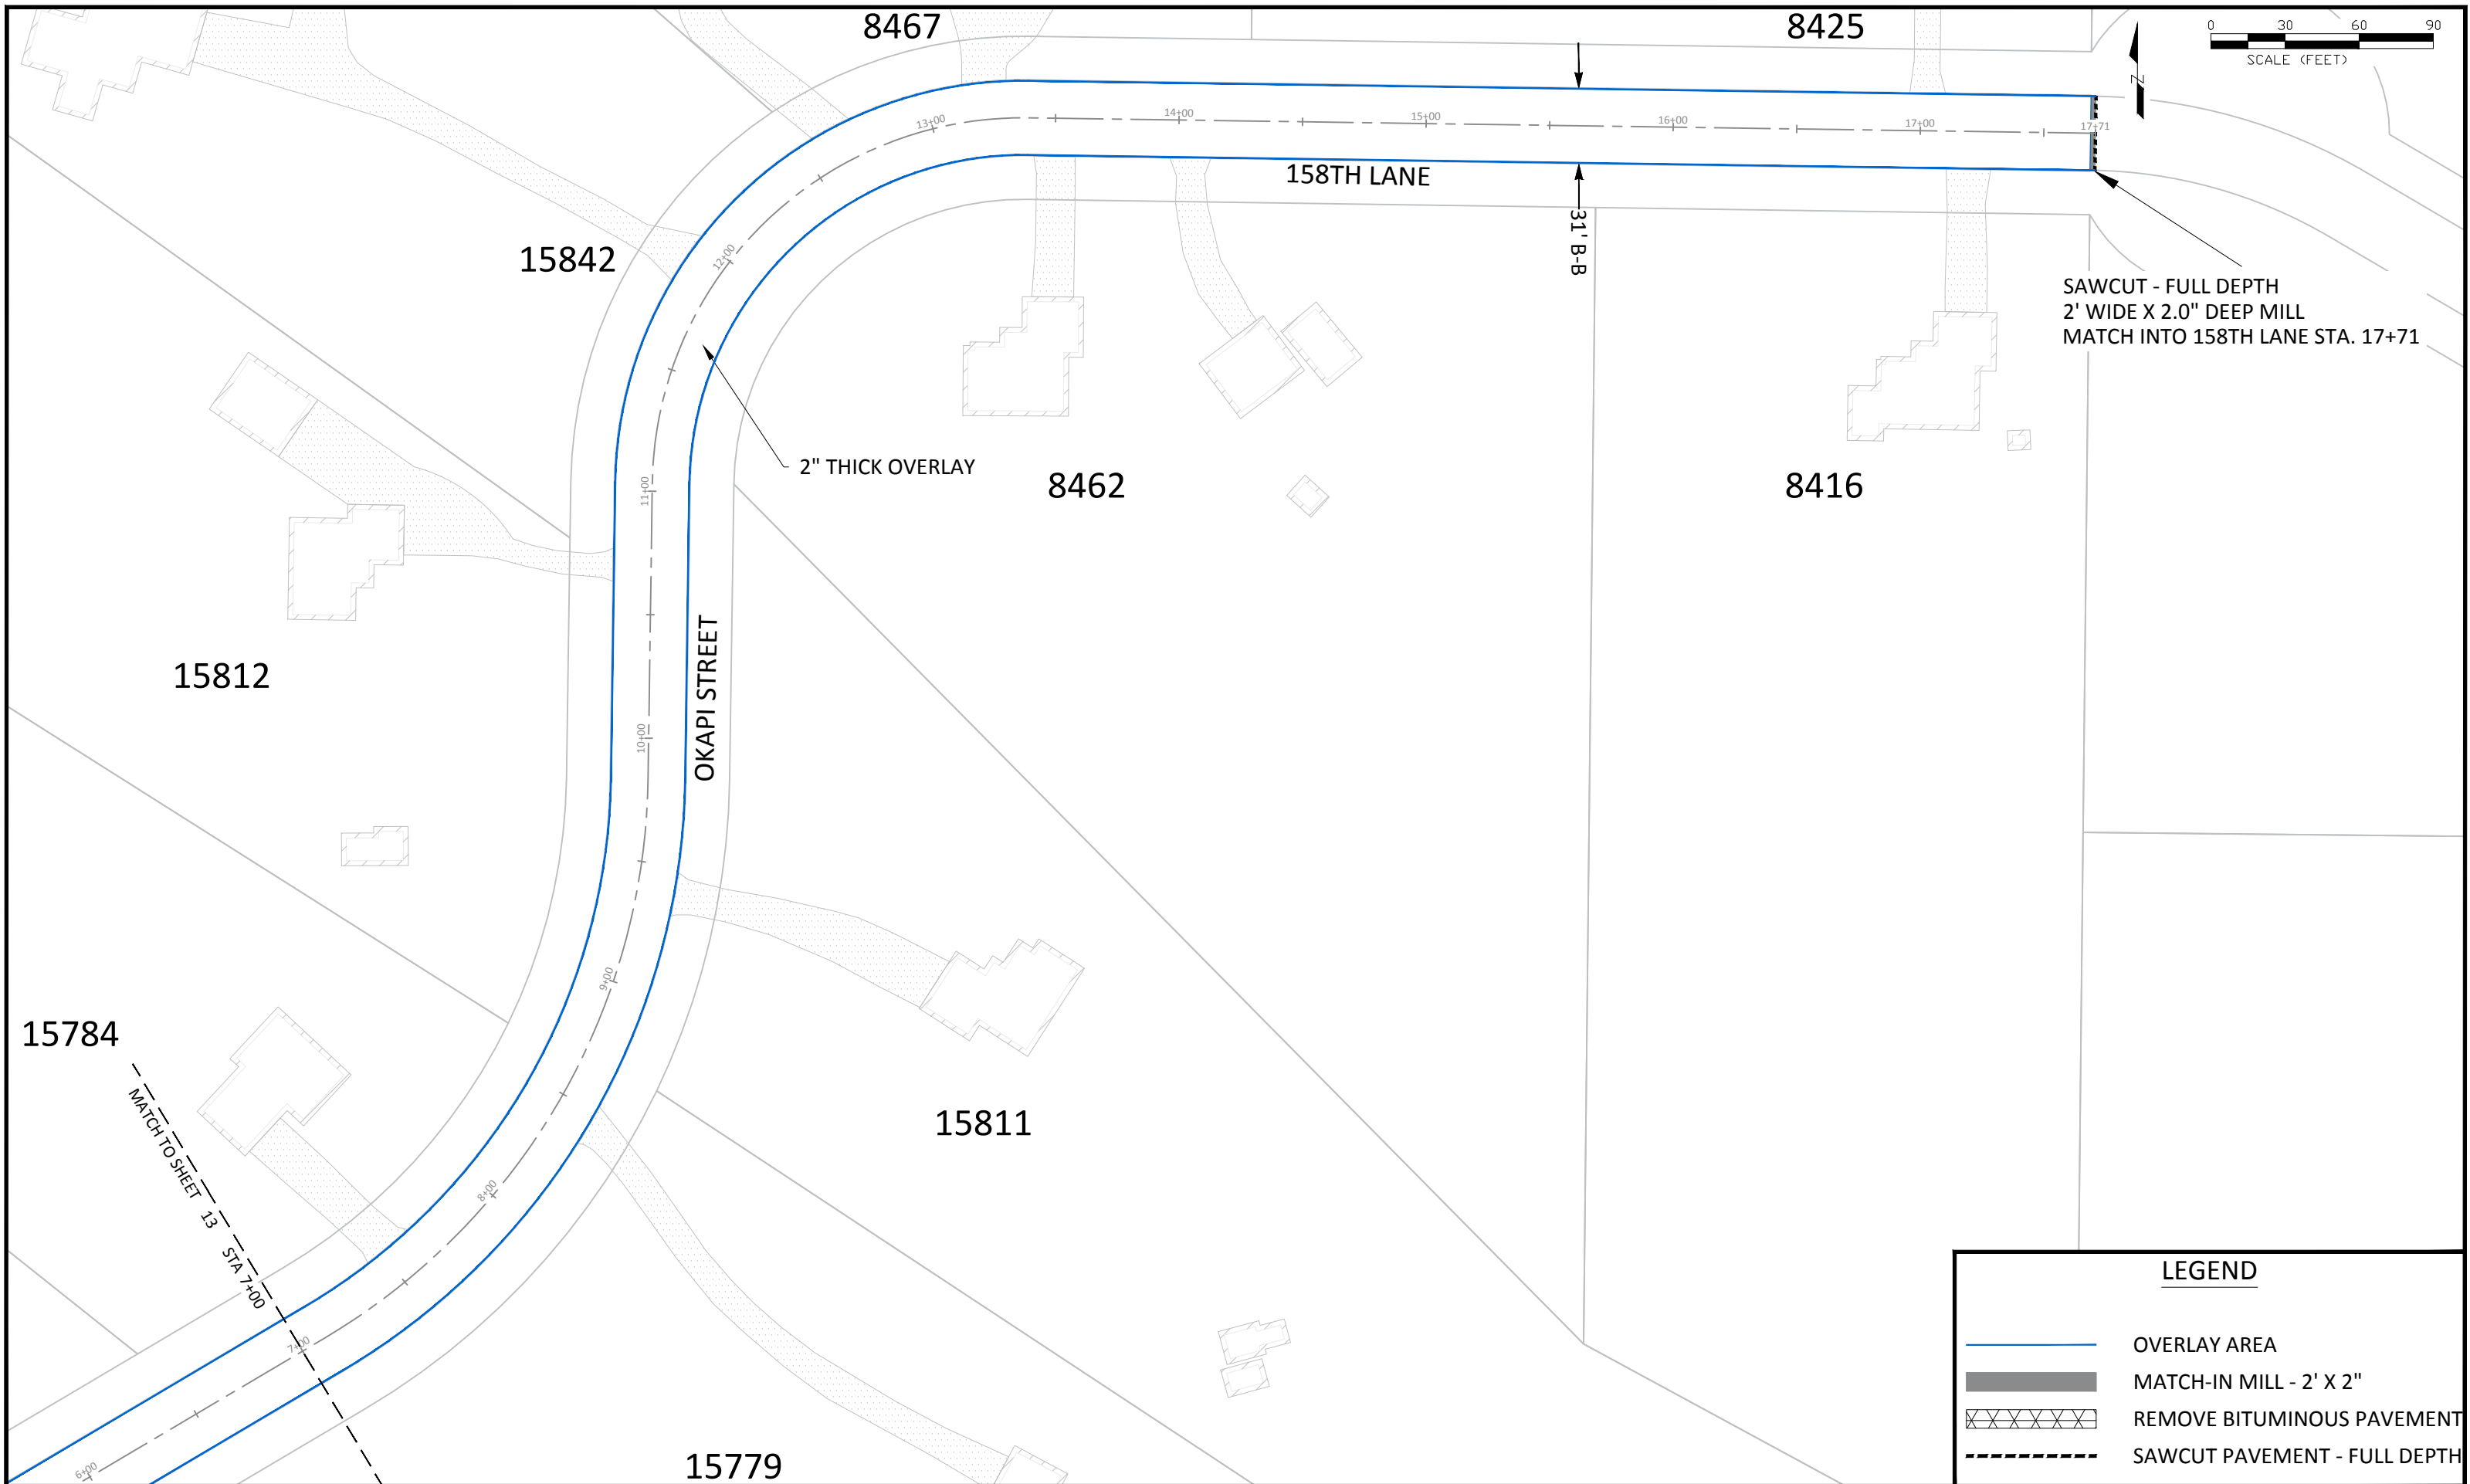 8467
8425
0 30 60 90
SCALE (FEET)
N
13+00
14+00
15+00
16+00
17+00
17+71
158TH LANE
31' B-B
15842
12+00
SAWCUT - FULL DEPTH
2' WIDE X 2.0" DEEP MILL
MATCH INTO 158TH LANE STA. 17+71
2" THICK OVERLAY
8462
8416
11+00
15812
OKAPI STREET
10+00
9+00
15784
MATCH TO SHEET 13 STA 7+00
15811
8+00
7+00
6+00
15779
LEGEND
OVERLAY AREA
MATCH-IN MILL - 2' X 2"
REMOVE BITUMINOUS PAVEMENT
SAWCUT PAVEMENT - FULL DEPTH